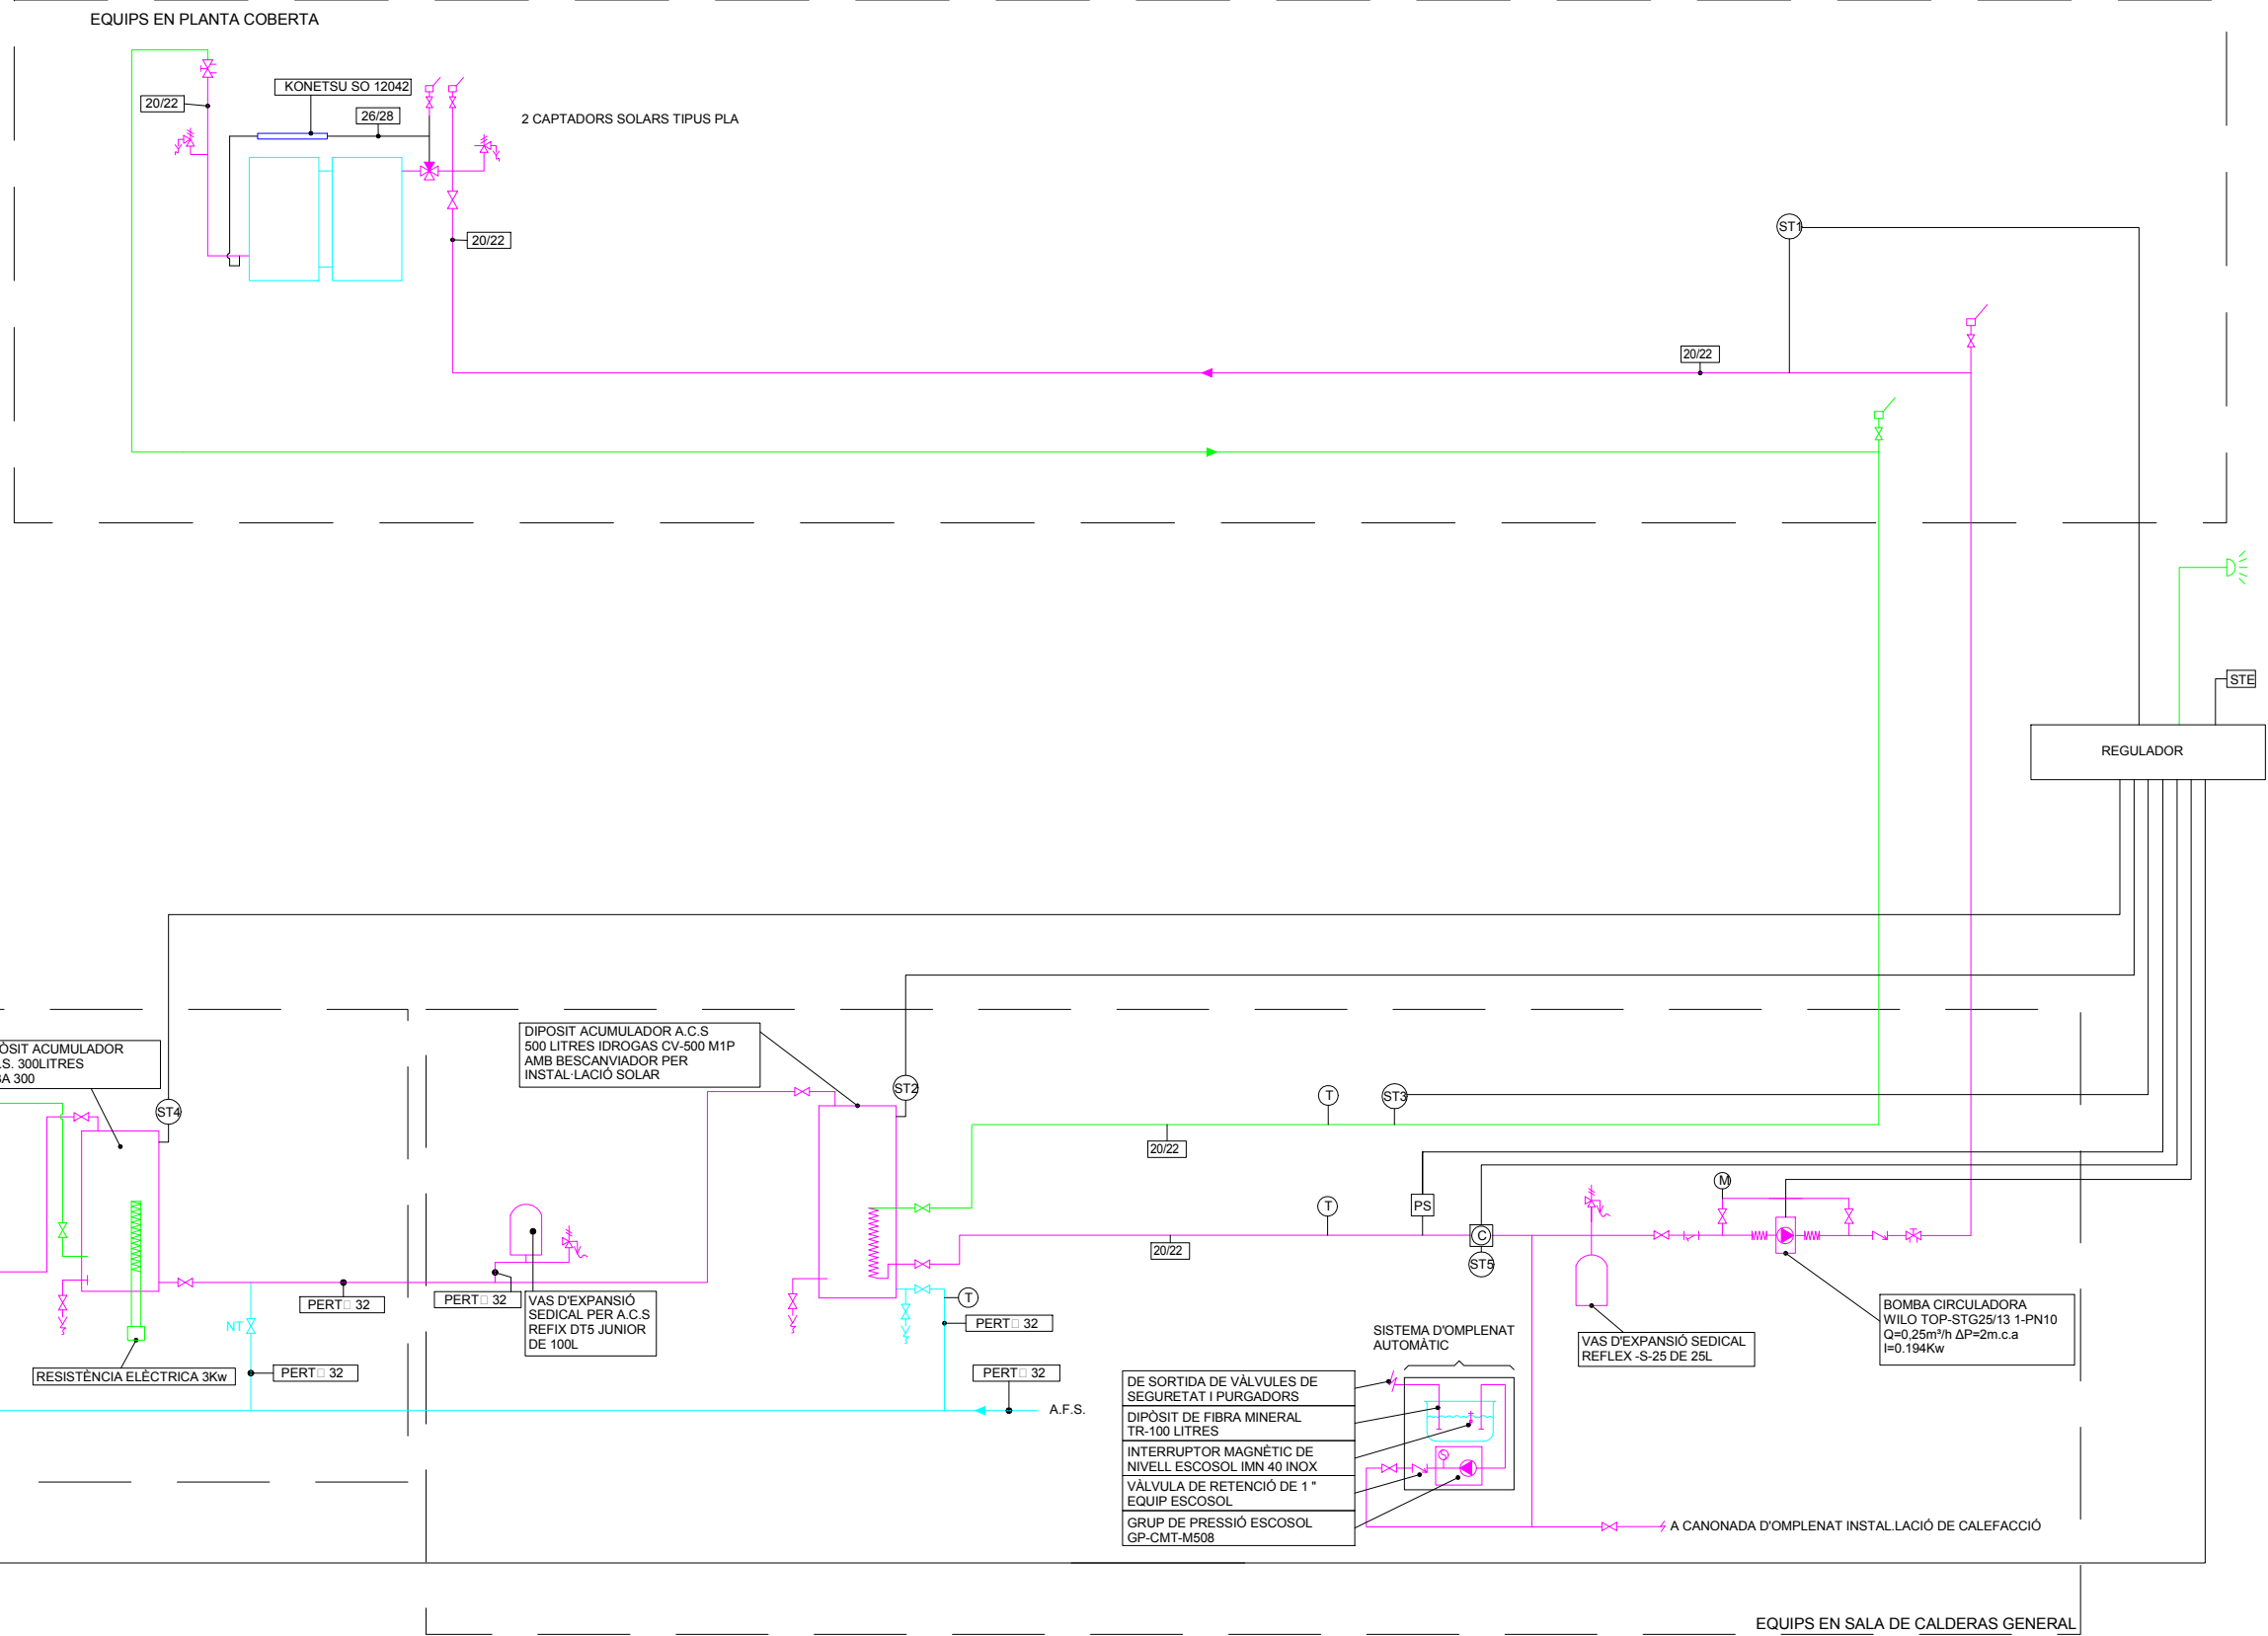 EQUIPS EN PLANTA COBERTA
KONETSU SO 12042
20/22
26/28
2 CAPTADORS SOLARS TIPUS PLA
20/22
ST1
20/22
STE
REGULADOR
DIPOSIT ACUMULADOR A.C.S
500 LITRES IDROGAS CV-500 M1P
AMB BESCANVIADOR PER
INSTAL·LACIÓ SOLAR
ÒSIT ACUMULADOR
.S. 300LITRES
A 300
ST4
ST2
T
ST3
20/22
T
PS
M
C
ST5
20/22
PERT 32
PERT 32
VAS D'EXPANSIÓ
SEDICAL PER A.C.S
REFIX DT5 JUNIOR
DE 100L
T
PERT 32
NT
RESISTÈNCIA ELÈCTRICA 3Kw
PERT 32
PERT 32
A.F.S.
SISTEMA D'OMPLENAT
AUTOMÀTIC
VAS D'EXPANSIÓ SEDICAL
REFLEX -S-25 DE 25L
BOMBA CIRCULADORA
WILO TOP-STG25/13 1-PN10
Q=0,25m³/h ΔP=2m.c.a
I=0.194Kw
DE SORTIDA DE VÀLVULES DE
SEGURETAT I PURGADORS
DIPÒSIT DE FIBRA MINERAL
TR-100 LITRES
INTERRUPTOR MAGNÈTIC DE
NIVELL ESCOSOL IMN 40 INOX
VÀLVULA DE RETENCIÓ DE 1 "
EQUIP ESCOSOL
GRUP DE PRESSIÓ ESCOSOL
GP-CMT-M508
A CANONADA D'OMPLENAT INSTAL.LACIÓ DE CALEFACCIÓ
EQUIPS EN SALA DE CALDERAS GENERAL